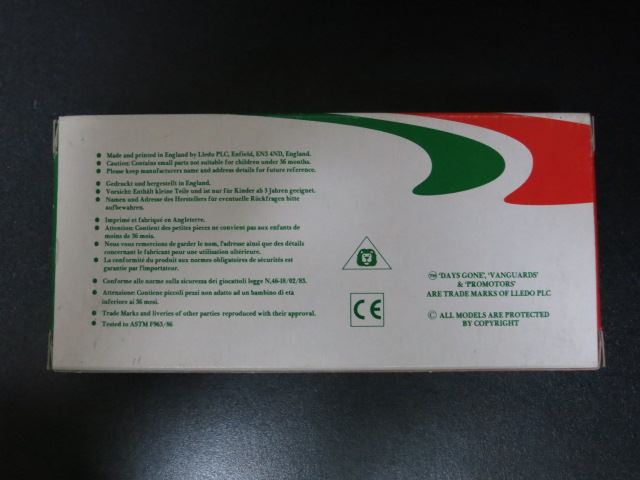 ● Made and printed in England by Lledo PLC, Enfield, EN3 4ND, England.
● Caution: Contains small parts not suitable for children under 36 months.
● Please keep manufacturers name and address details for future reference.
● Gedruckt und hergestellt in England.
● Vorsicht: Enthält kleine Teile und ist nur für Kinder ab 3 Jahren geeignet.
● Namen und Adresse des Herstellers für eventuelle Rückfragen bitte
aufbewahren.
● Imprimé et fabriqué en Angleterre.
● Attention: Contient des petites pièces ne convient pas aux enfants de
moins de 36 mois.
● Nous vous remercions de garder le nom, l'adresse ainsi que des détails
concernant le fabricant pour une utilisation ultérieure.
● La conformité du produit aux normes obligatoires de sécurités est
garantie par l'importateur.
● Conforme alle norme sulla sicurezza dei giocattoli legge N,46-18/02/83.
● Attenzione: Contiene piccoli pezzi non adatto ad un bambino di età
inferiore ai 36 mesi.
● Trade Marks and liveries of other parties reproduced with their approval.
● Tested to ASTM F963/86
CE
TM 'DAYS GONE', 'VANGUARDS'
& 'PROMOTORS'
ARE TRADE MARKS OF LLEDO PLC
© ALL MODELS ARE PROTECTED
BY COPYRIGHT